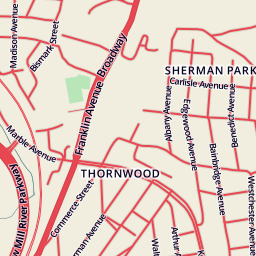 Madison Avenue
Bismark Street
Broadway
Franklin Avenue
SHERMAN PARK
Carlisle Avenue
Albany Avenue
Edgewood Avenue
Benedict Avenue
Bainbridge Avenue
Westchester Avenue
Marble Avenue
THORNWOOD
Mill River Parkway
Commerce Street